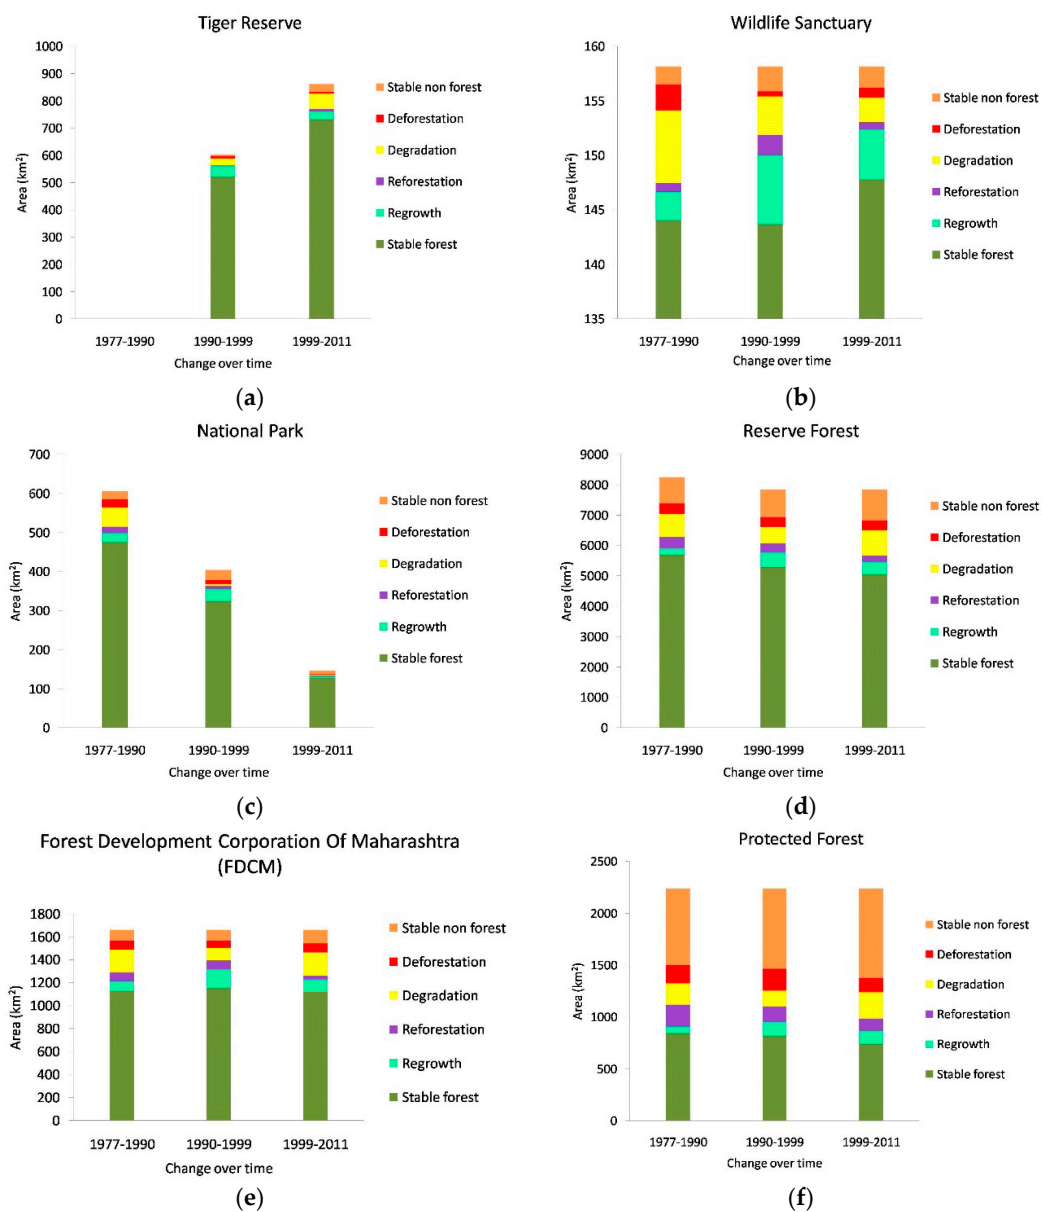 Tiger Reserve
1000
900
800
700
600
500
400
300
200
100
0
Area (km²)
1977-1990
1990-1999
1999-2011
Change over time
Stable non forest
Deforestation
Degradation
Reforestation
Regrowth
Stable forest
(a)
Wildlife Sanctuary
160
155
150
145
140
135
Area (km²)
1977-1990
1990-1999
1999-2011
Change over time
Stable non forest
Deforestation
Degradation
Reforestation
Regrowth
Stable forest
(b)
National Park
700
600
500
400
300
200
100
0
Area (km²)
1977-1990
1990-1999
1999-2011
Change over time
Stable non forest
Deforestation
Degradation
Reforestation
Regrowth
Stable forest
(c)
Reserve Forest
9000
8000
7000
6000
5000
4000
3000
2000
1000
0
Area (km²)
1977-1990
1990-1999
1999-2011
Change over time
Stable non forest
Deforestation
Degradation
Reforestation
Regrowth
Stable forest
(d)
Forest Development Corporation Of Maharashtra
(FDCM)
1800
1600
1400
1200
1000
800
600
400
200
0
Area (km²)
1977-1990
1990-1999
1999-2011
Change over time
Stable non forest
Deforestation
Degradation
Reforestation
Regrowth
Stable forest
(e)
Protected Forest
2500
2000
1500
1000
500
0
Area (km²)
1977-1990
1990-1999
1999-2011
Change over time
Stable non forest
Deforestation
Degradation
Reforestation
Regrowth
Stable forest
(f)